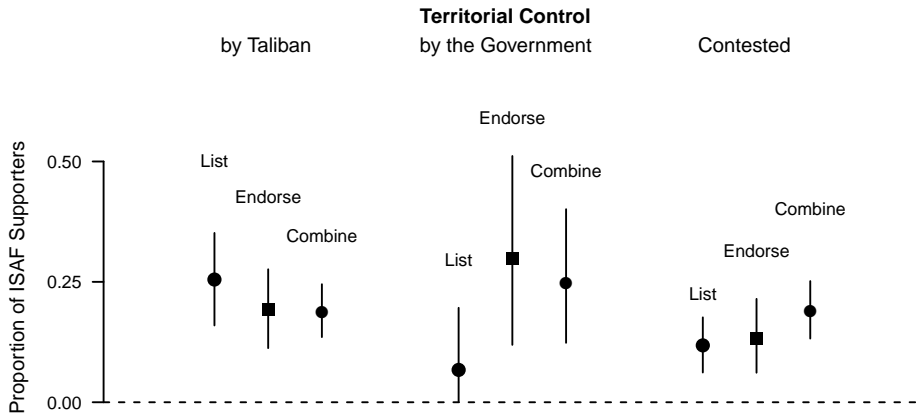 Territorial Control
by Taliban
by the Government
Contested
Proportion of ISAF Supporters
0.50
0.25
0.00
List
Endorse
Combine
List
Endorse
Combine
List
Endorse
Combine